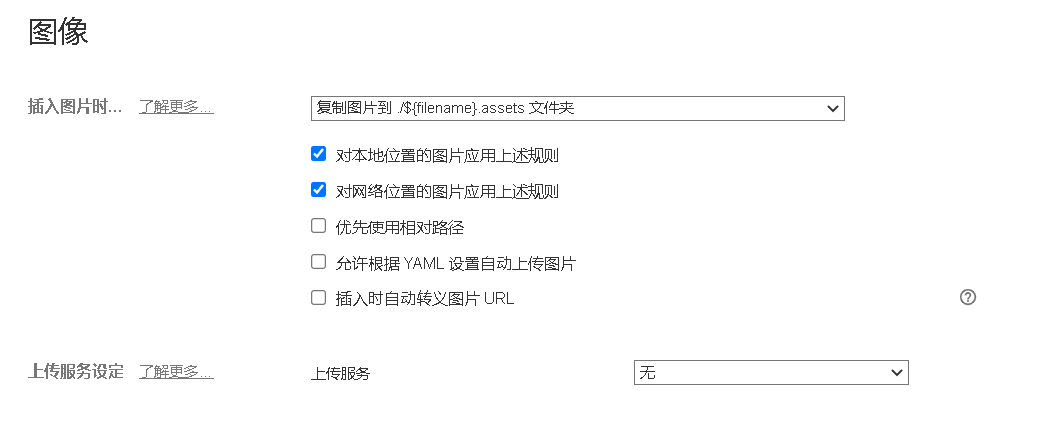 图像
插入图片时... 了解更多... 复制图片到 ./${filename}.assets 文件夹
对本地位置的图片应用上述规则
对网络位置的图片应用上述规则
优先使用相对路径
允许根据 YAML 设置自动上传图片
插入时自动转义图片 URL ?
上传服务设定 了解更多... 上传服务 无